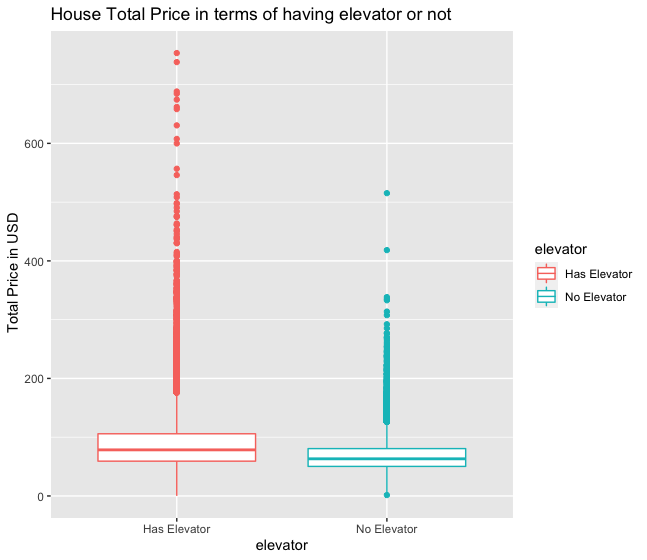 House Total Price in terms of having elevator or not
Total Price in USD
600
400
200
0
Has Elevator
No Elevator
elevator
elevator
Has Elevator
No Elevator